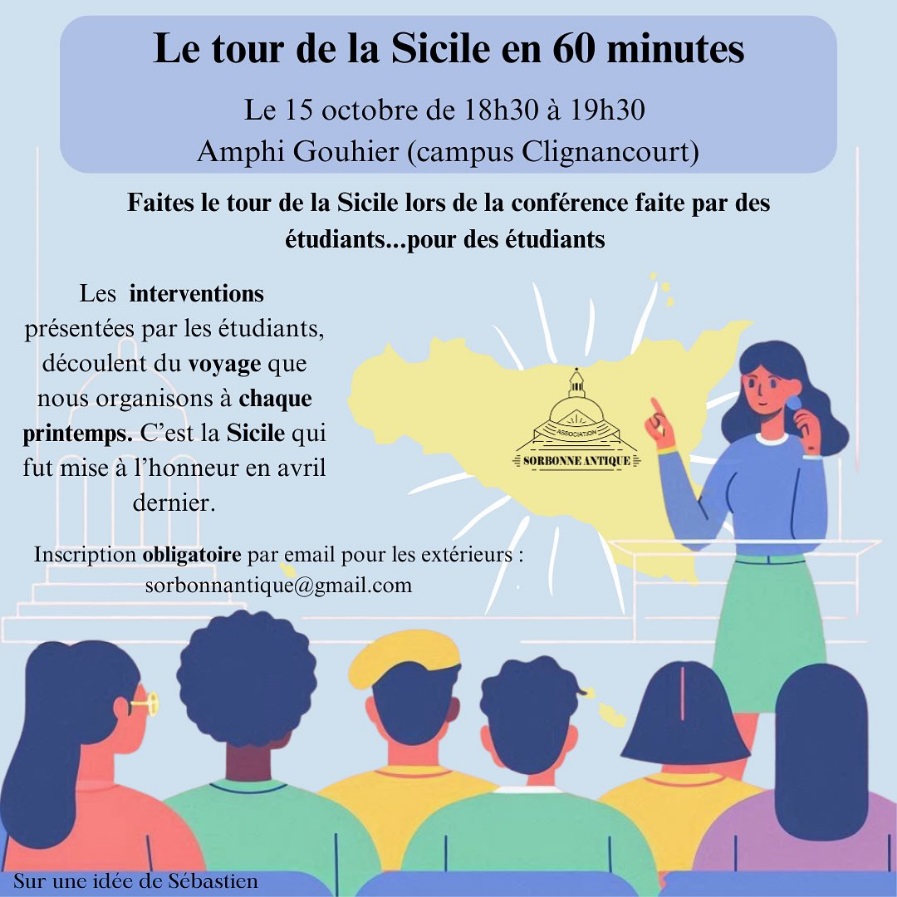 Le tour de la Sicile en 60 minutes
Le 15 octobre de 18h30 à 19h30
Amphi Gouhier (campus Clignancourt)
Faites le tour de la Sicile lors de la conférence faite par des
étudiants...pour des étudiants
Les interventions
présentées par les étudiants,
découlent du voyage que
nous organisons à chaque
printemps. C'est la Sicile qui
fut mise à l'honneur en avril
dernier.
ASSOCIATION
SORBONNE ANTIQUE
Inscription obligatoire par email pour les extérieurs :
sorbonnantique@gmail.com
Sur une idée de Sébastien